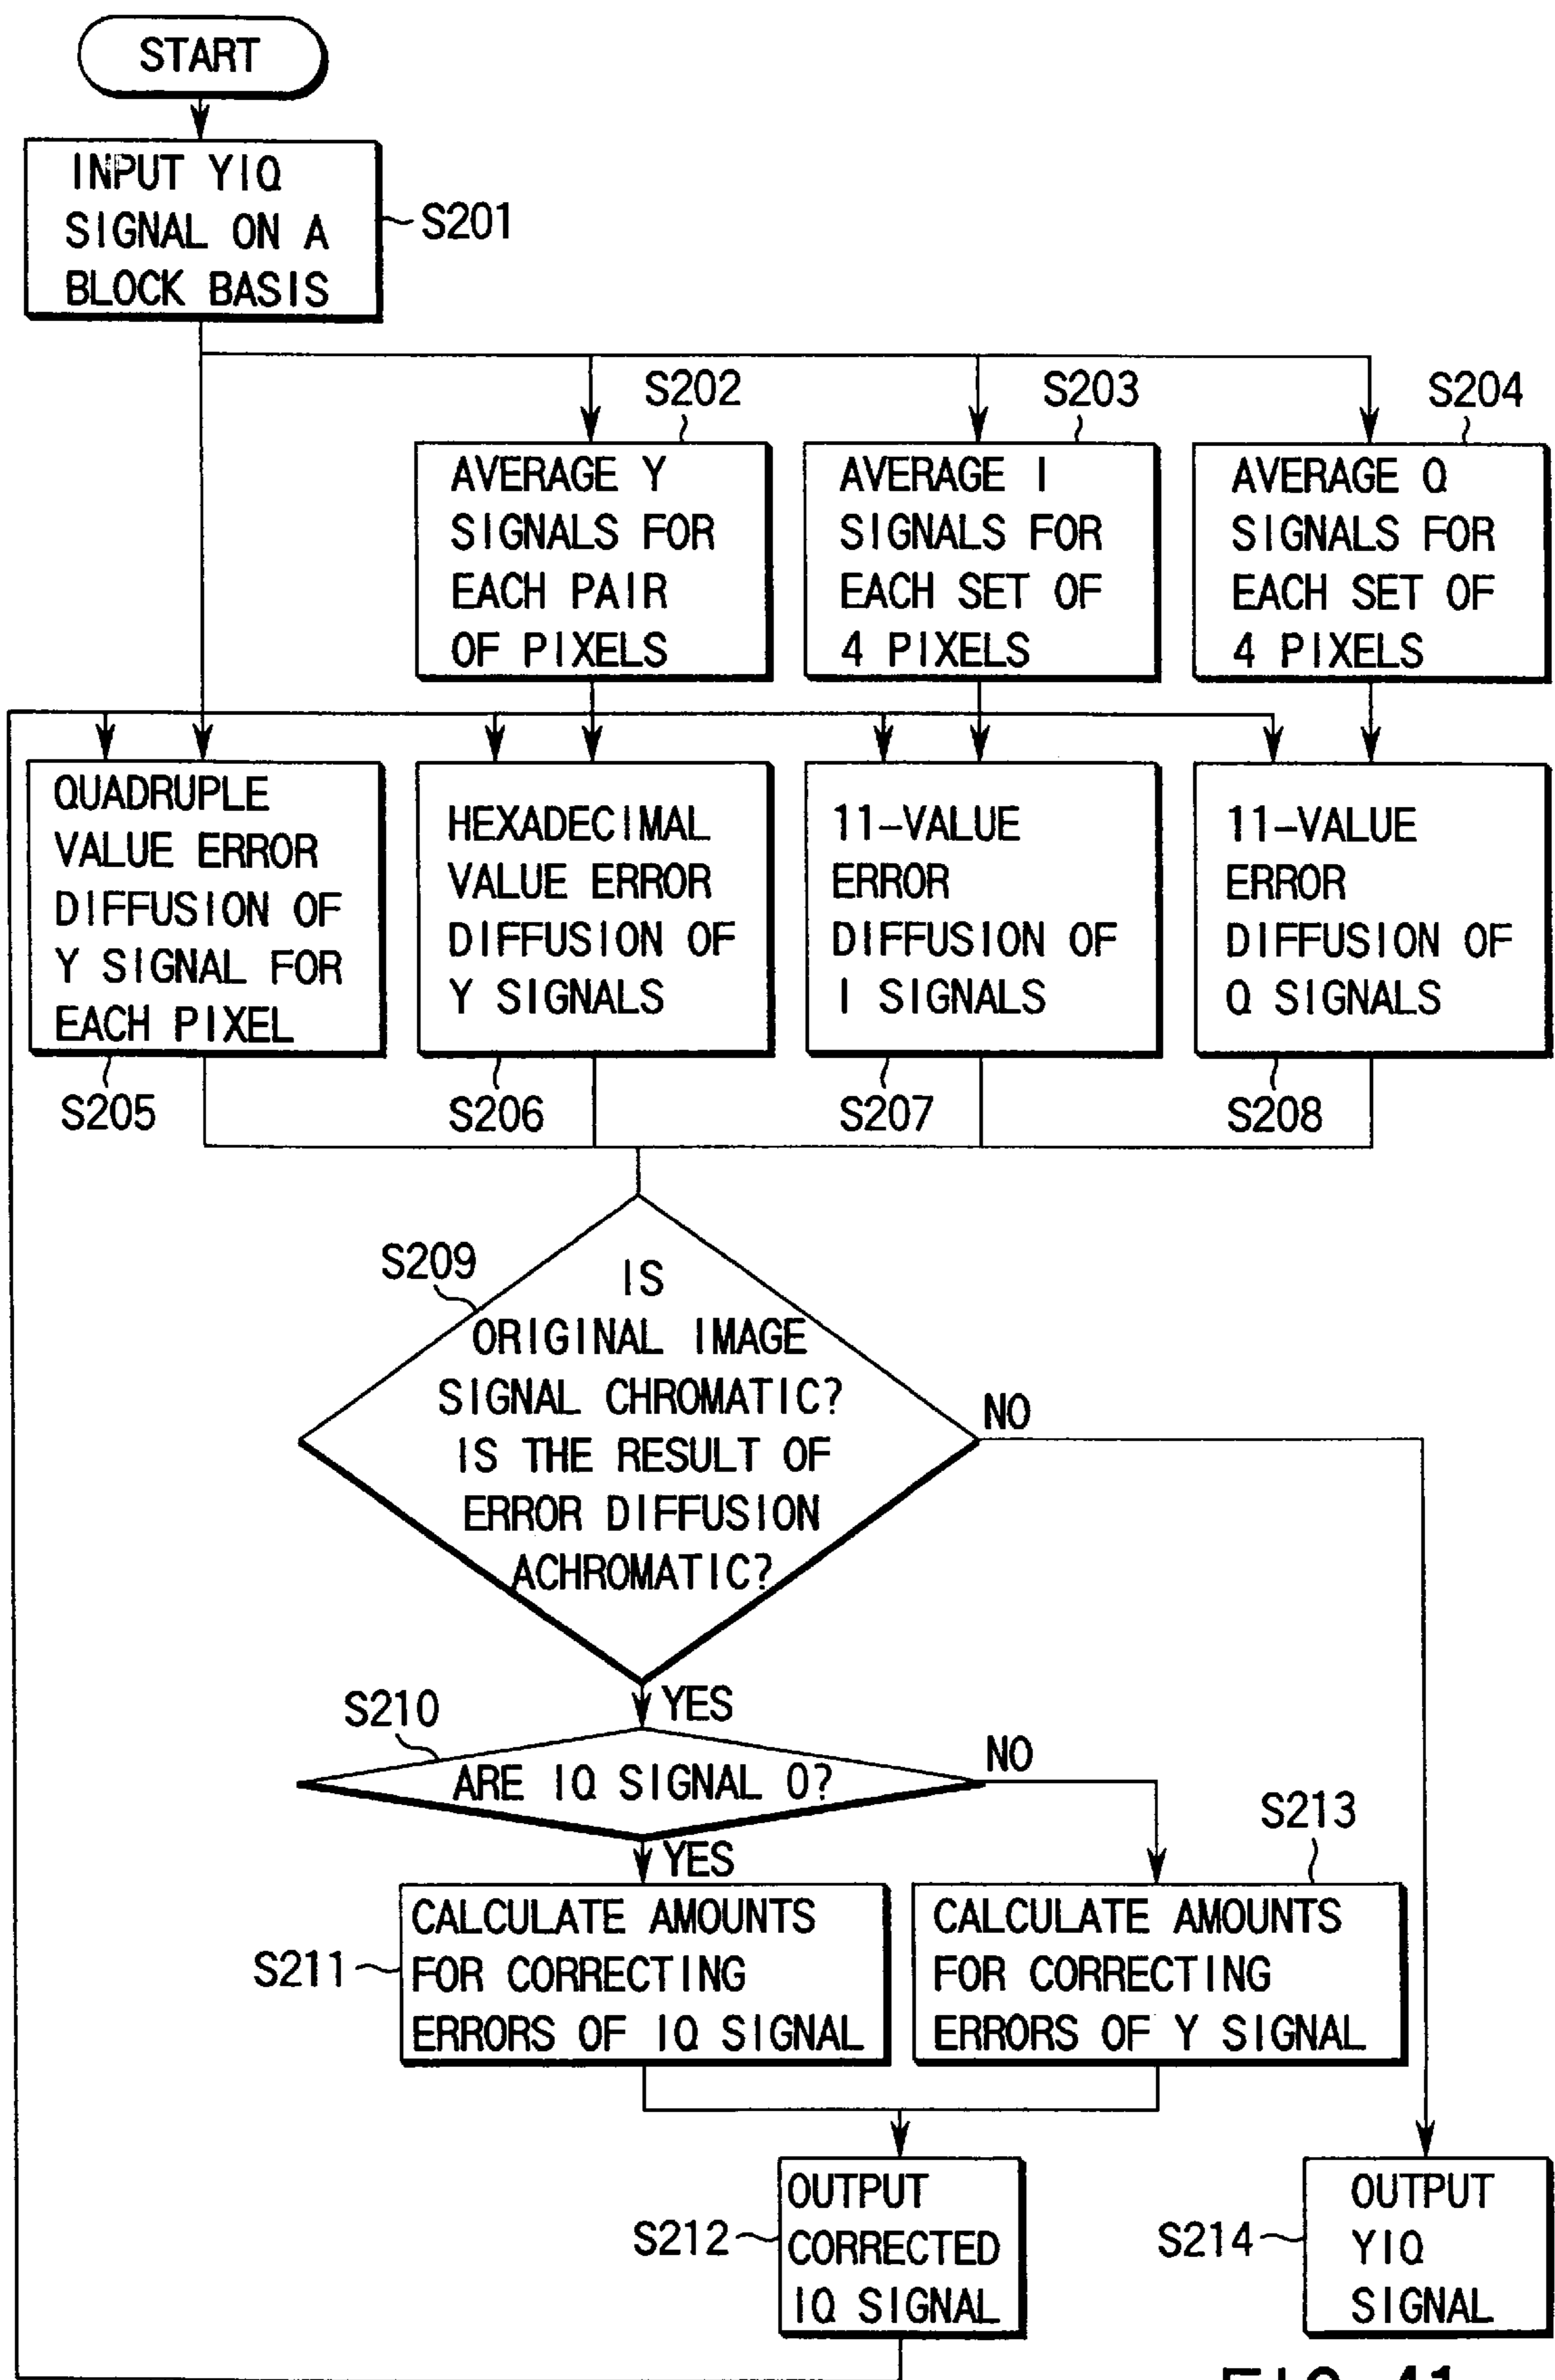 START
INPUT YIQ
SIGNAL ON A
BLOCK BASIS
S201
S202
S203
S204
AVERAGE Y
SIGNALS FOR
EACH PAIR
OF PIXELS
AVERAGE I
SIGNALS FOR
EACH SET OF
4 PIXELS
AVERAGE Q
SIGNALS FOR
EACH SET OF
4 PIXELS
QUADRUPLE
VALUE ERROR
DIFFUSION OF
Y SIGNAL FOR
EACH PIXEL
HEXADECIMAL
VALUE ERROR
DIFFUSION OF
Y SIGNALS
11-VALUE
ERROR
DIFFUSION OF
I SIGNALS
11-VALUE
ERROR
DIFFUSION OF
Q SIGNALS
S205
S206
S207
S208
S209
IS
ORIGINAL IMAGE
SIGNAL CHROMATIC?
IS THE RESULT OF
ERROR DIFFUSION
ACHROMATIC?
NO
YES
S210
ARE IQ SIGNAL 0?
NO
YES
S213
S211
CALCULATE AMOUNTS
FOR CORRECTING
ERRORS OF IQ SIGNAL
CALCULATE AMOUNTS
FOR CORRECTING
ERRORS OF Y SIGNAL
S212
OUTPUT
CORRECTED
IQ SIGNAL
S214
OUTPUT
YIQ
SIGNAL
FIG. 41